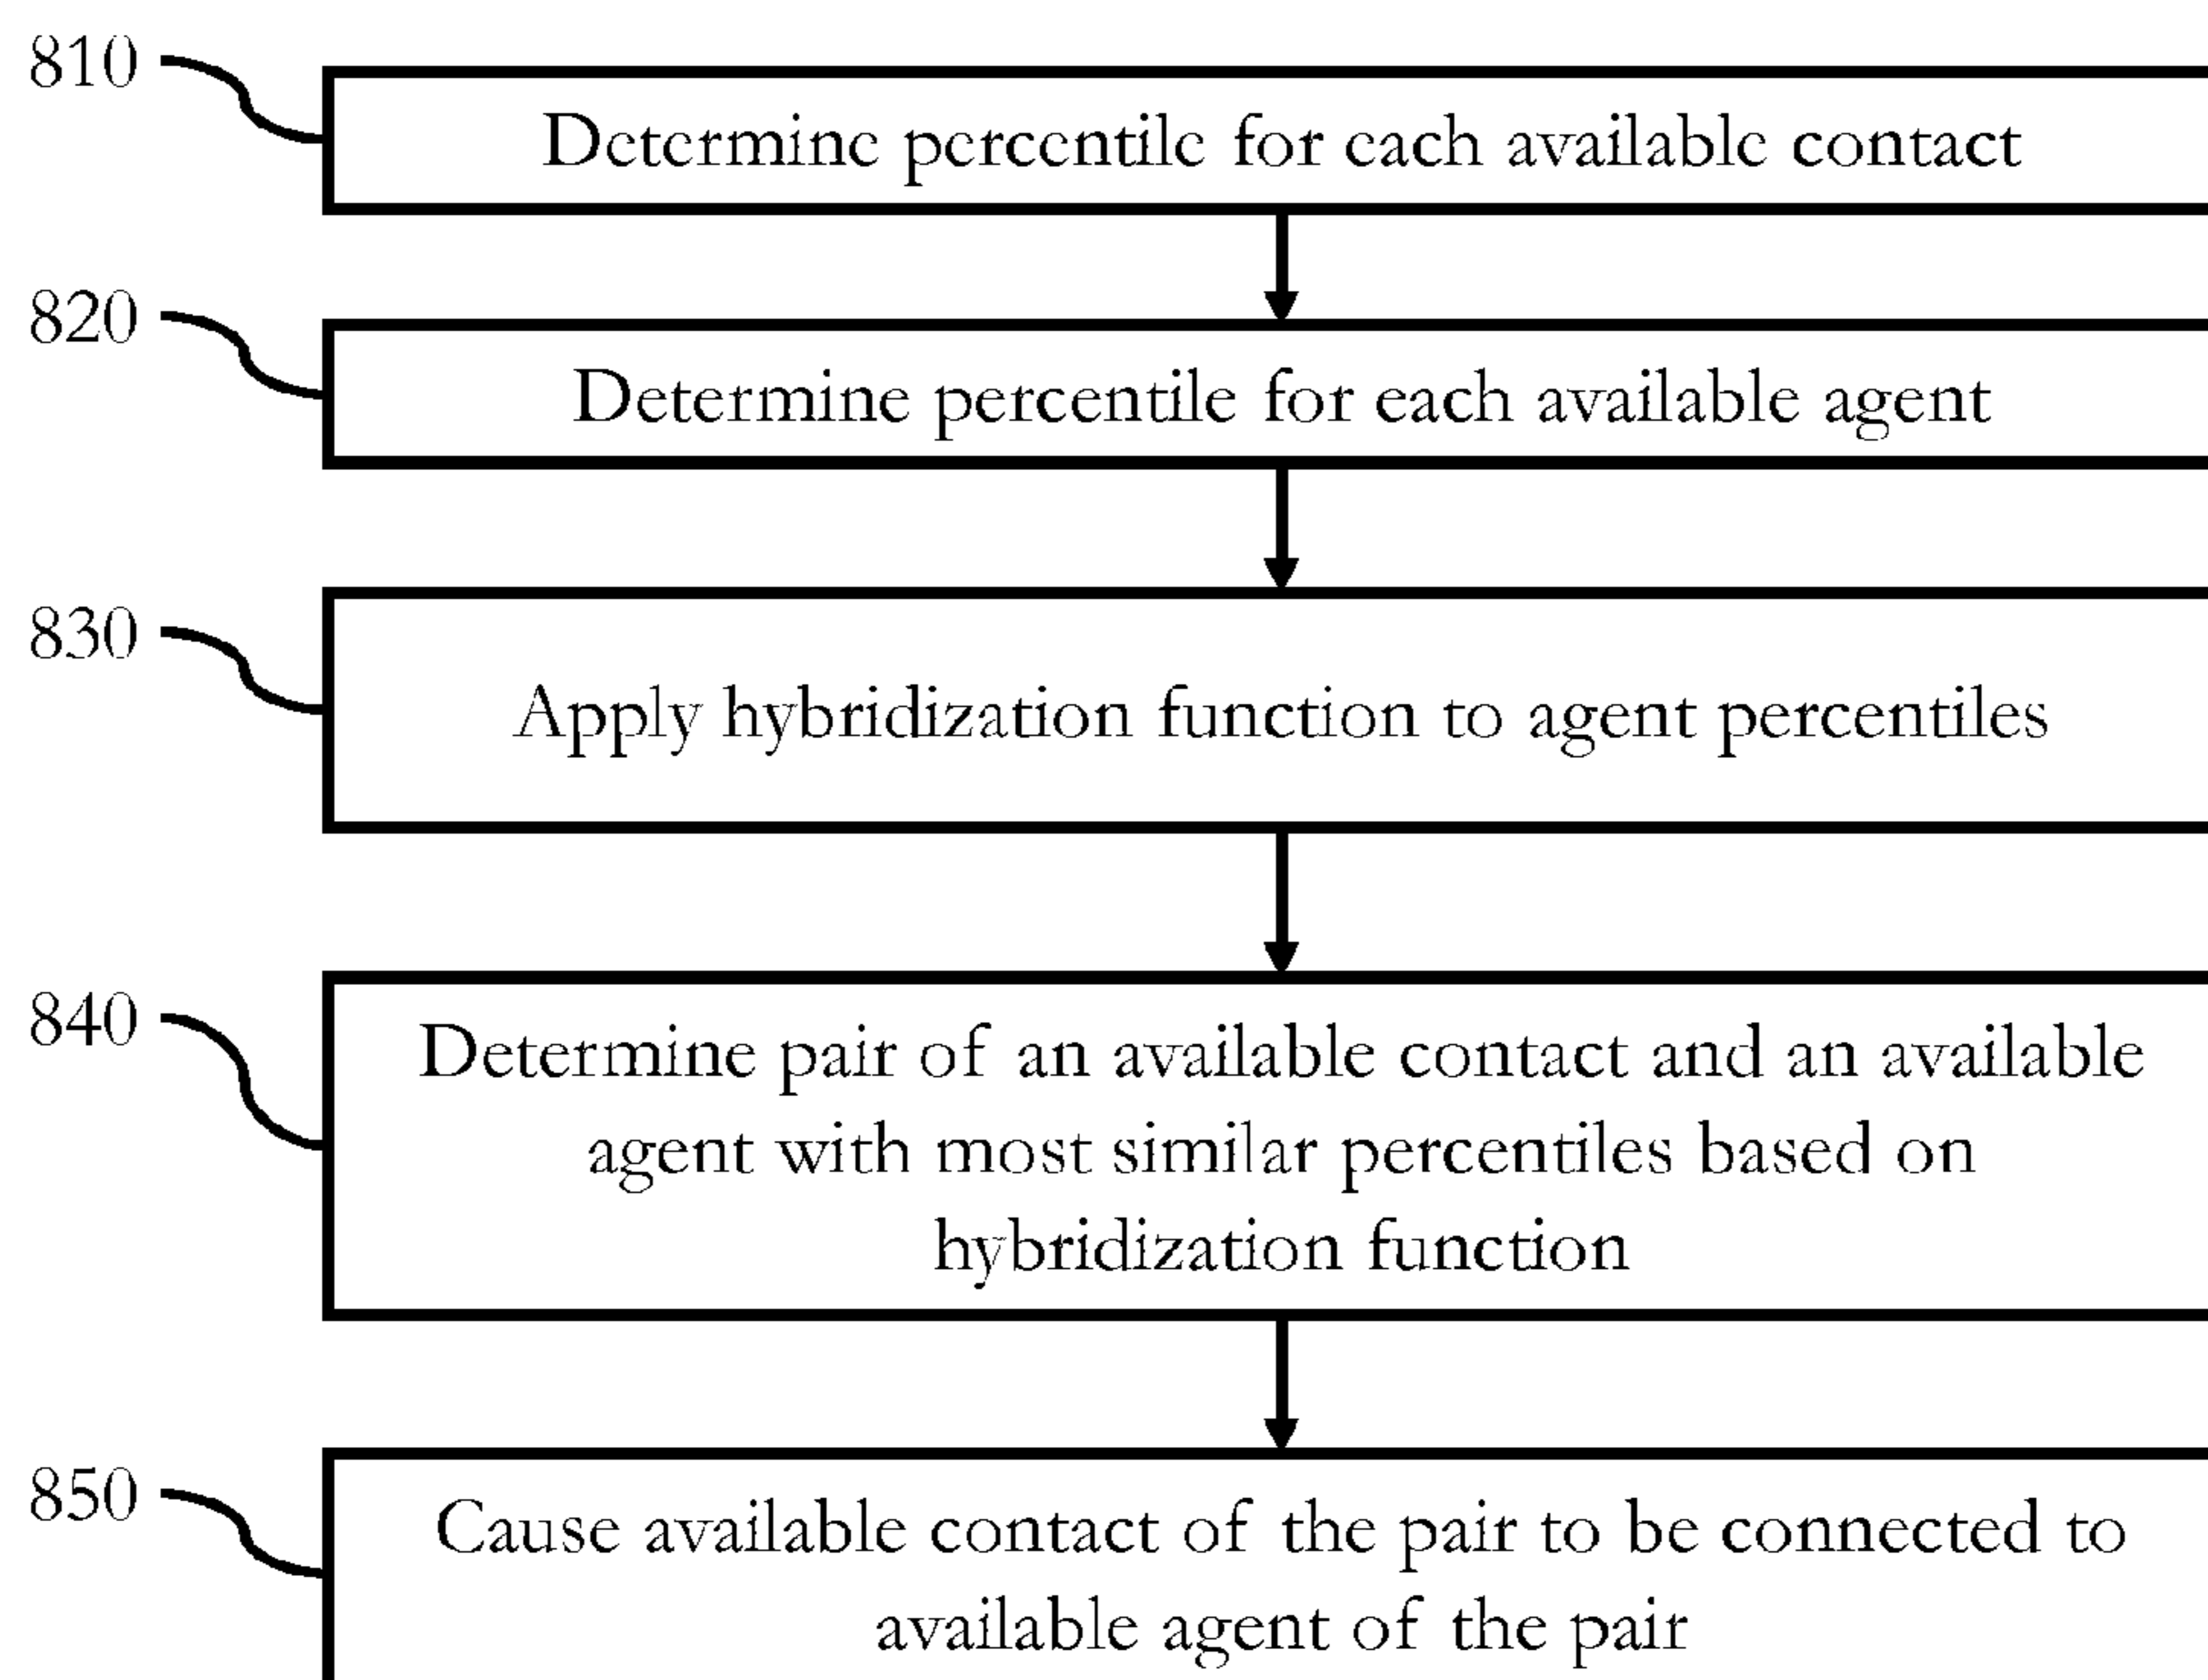 810
Determine percentile for each available contact
820
Determine percentile for each available agent
830
Apply hybridization function to agent percentiles
840
Determine pair of an available contact and an available
agent with most similar percentiles based on
hybridization function
850
Cause available contact of the pair to be connected to
available agent of the pair